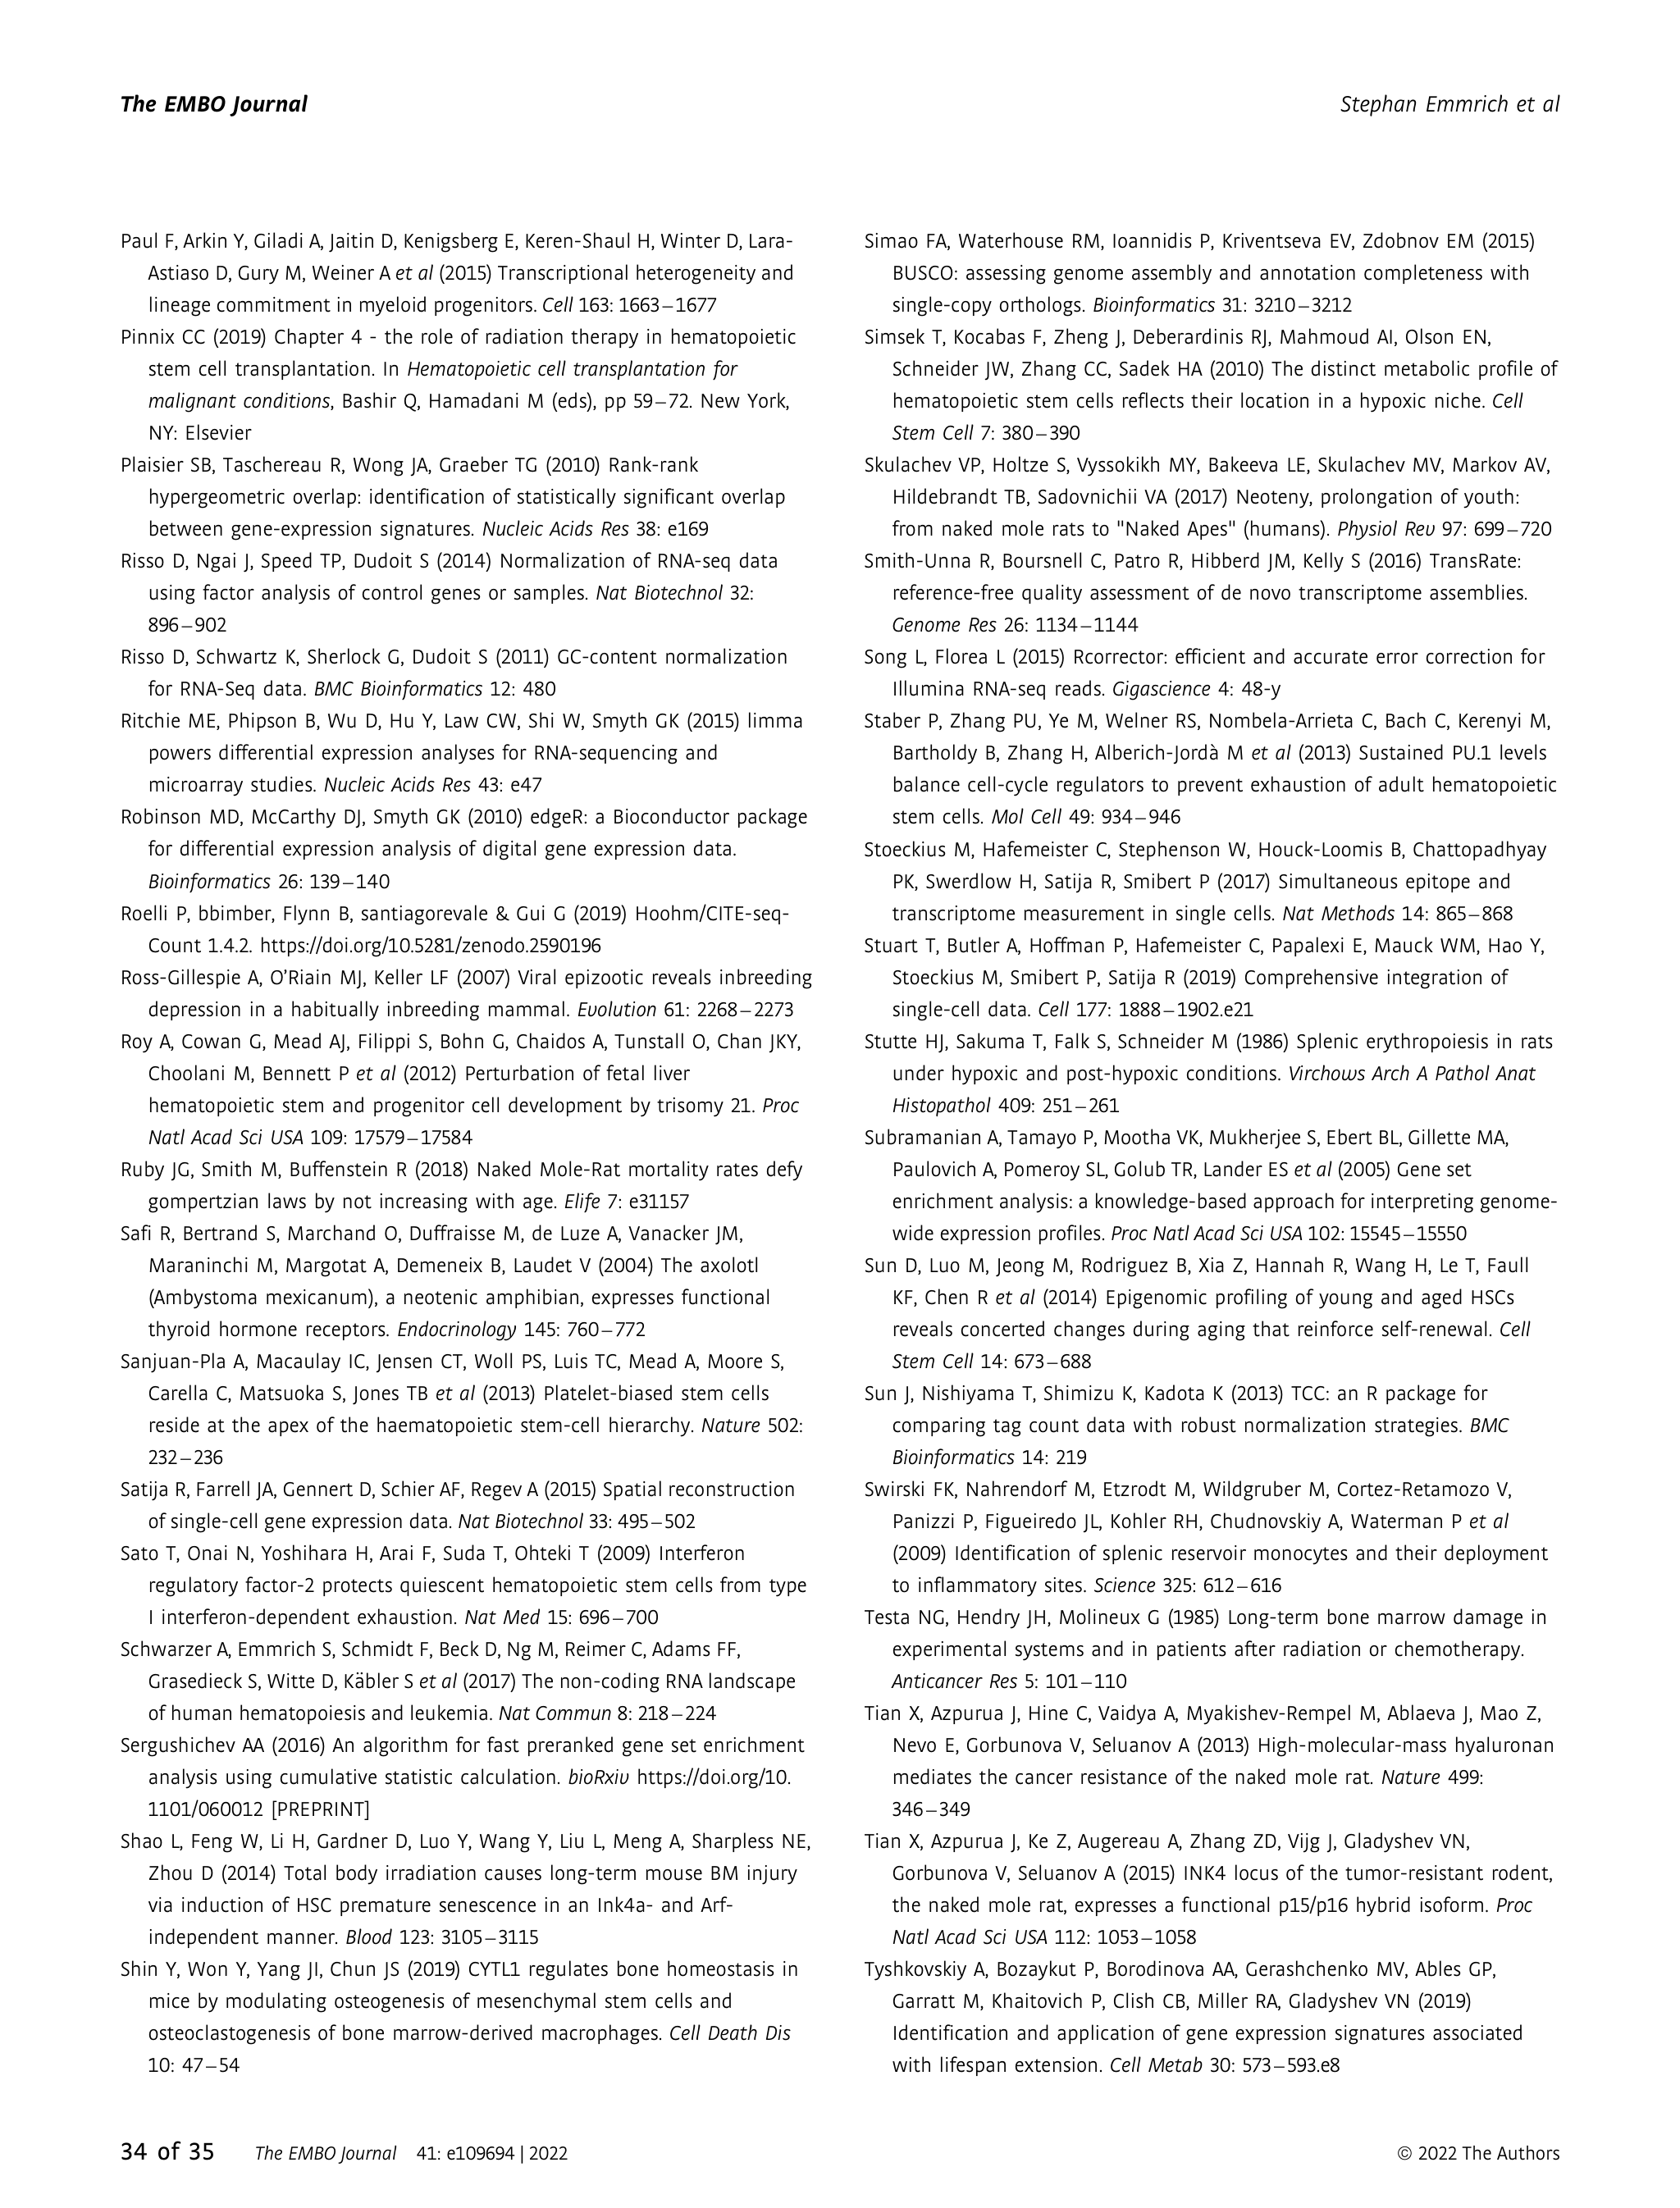 The EMBO Journal
Stephan Emmrich et al
Paul F, Arkin Y, Giladi A, Jaitin D, Kenigsberg E, Keren-Shaul H, Winter D, Lara-
Astiaso D, Gury M, Weiner A et al (2015) Transcriptional heterogeneity and
lineage commitment in myeloid progenitors. Cell 163: 1663–1677
Pinnix CC (2019) Chapter 4 - the role of radiation therapy in hematopoietic
stem cell transplantation. In Hematopoietic cell transplantation for
malignant conditions, Bashir Q, Hamadani M (eds), pp 59–72. New York,
NY: Elsevier
Plaisier SB, Taschereau R, Wong JA, Graeber TG (2010) Rank-rank
hypergeometric overlap: identification of statistically significant overlap
between gene-expression signatures. Nucleic Acids Res 38: e169
Risso D, Ngai J, Speed TP, Dudoit S (2014) Normalization of RNA-seq data
using factor analysis of control genes or samples. Nat Biotechnol 32:
896–902
Risso D, Schwartz K, Sherlock G, Dudoit S (2011) GC-content normalization
for RNA-Seq data. BMC Bioinformatics 12: 480
Ritchie ME, Phipson B, Wu D, Hu Y, Law CW, Shi W, Smyth GK (2015) limma
powers differential expression analyses for RNA-sequencing and
microarray studies. Nucleic Acids Res 43: e47
Robinson MD, McCarthy DJ, Smyth GK (2010) edgeR: a Bioconductor package
for differential expression analysis of digital gene expression data.
Bioinformatics 26: 139–140
Roelli P, bbimber, Flynn B, santiagorevale & Gui G (2019) Hoohm/CITE-seq-
Count 1.4.2. https://doi.org/10.5281/zenodo.2590196
Ross-Gillespie A, O’Riain MJ, Keller LF (2007) Viral epizootic reveals inbreeding
depression in a habitually inbreeding mammal. Evolution 61: 2268–2273
Roy A, Cowan G, Mead AJ, Filippi S, Bohn G, Chaidos A, Tunstall O, Chan JKY,
Choolani M, Bennett P et al (2012) Perturbation of fetal liver
hematopoietic stem and progenitor cell development by trisomy 21. Proc
Natl Acad Sci USA 109: 17579–17584
Ruby JG, Smith M, Buffenstein R (2018) Naked Mole-Rat mortality rates defy
gompertzian laws by not increasing with age. Elife 7: e31157
Safi R, Bertrand S, Marchand O, Duffraisse M, de Luze A, Vanacker JM,
Maraninchi M, Margotat A, Demeneix B, Laudet V (2004) The axolotl
(Ambystoma mexicanum), a neotenic amphibian, expresses functional
thyroid hormone receptors. Endocrinology 145: 760–772
Sanjuan-Pla A, Macaulay IC, Jensen CT, Woll PS, Luis TC, Mead A, Moore S,
Carella C, Matsuoka S, Jones TB et al (2013) Platelet-biased stem cells
reside at the apex of the haematopoietic stem-cell hierarchy. Nature 502:
232–236
Satija R, Farrell JA, Gennert D, Schier AF, Regev A (2015) Spatial reconstruction
of single-cell gene expression data. Nat Biotechnol 33: 495–502
Sato T, Onai N, Yoshihara H, Arai F, Suda T, Ohteki T (2009) Interferon
regulatory factor-2 protects quiescent hematopoietic stem cells from type
I interferon-dependent exhaustion. Nat Med 15: 696–700
Schwarzer A, Emmrich S, Schmidt F, Beck D, Ng M, Reimer C, Adams FF,
Grasedieck S, Witte D, Käbler S et al (2017) The non-coding RNA landscape
of human hematopoiesis and leukemia. Nat Commun 8: 218–224
Sergushichev AA (2016) An algorithm for fast preranked gene set enrichment
analysis using cumulative statistic calculation. bioRxiv https://doi.org/10.
1101/060012 [PREPRINT]
Shao L, Feng W, Li H, Gardner D, Luo Y, Wang Y, Liu L, Meng A, Sharpless NE,
Zhou D (2014) Total body irradiation causes long-term mouse BM injury
via induction of HSC premature senescence in an Ink4a- and Arf-
independent manner. Blood 123: 3105–3115
Shin Y, Won Y, Yang JI, Chun JS (2019) CYTL1 regulates bone homeostasis in
mice by modulating osteogenesis of mesenchymal stem cells and
osteoclastogenesis of bone marrow-derived macrophages. Cell Death Dis
10: 47–54
Simao FA, Waterhouse RM, Ioannidis P, Kriventseva EV, Zdobnov EM (2015)
BUSCO: assessing genome assembly and annotation completeness with
single-copy orthologs. Bioinformatics 31: 3210–3212
Simsek T, Kocabas F, Zheng J, Deberardinis RJ, Mahmoud AI, Olson EN,
Schneider JW, Zhang CC, Sadek HA (2010) The distinct metabolic profile of
hematopoietic stem cells reflects their location in a hypoxic niche. Cell
Stem Cell 7: 380–390
Skulachev VP, Holtze S, Vyssokikh MY, Bakeeva LE, Skulachev MV, Markov AV,
Hildebrandt TB, Sadovnichii VA (2017) Neoteny, prolongation of youth:
from naked mole rats to "Naked Apes" (humans). Physiol Rev 97: 699–720
Smith-Unna R, Boursnell C, Patro R, Hibberd JM, Kelly S (2016) TransRate:
reference-free quality assessment of de novo transcriptome assemblies.
Genome Res 26: 1134–1144
Song L, Florea L (2015) Rcorrector: efficient and accurate error correction for
Illumina RNA-seq reads. Gigascience 4: 48-y
Staber P, Zhang PU, Ye M, Welner RS, Nombela-Arrieta C, Bach C, Kerenyi M,
Bartholdy B, Zhang H, Alberich-Jordà M et al (2013) Sustained PU.1 levels
balance cell-cycle regulators to prevent exhaustion of adult hematopoietic
stem cells. Mol Cell 49: 934–946
Stoeckius M, Hafemeister C, Stephenson W, Houck-Loomis B, Chattopadhyay
PK, Swerdlow H, Satija R, Smibert P (2017) Simultaneous epitope and
transcriptome measurement in single cells. Nat Methods 14: 865–868
Stuart T, Butler A, Hoffman P, Hafemeister C, Papalexi E, Mauck WM, Hao Y,
Stoeckius M, Smibert P, Satija R (2019) Comprehensive integration of
single-cell data. Cell 177: 1888–1902.e21
Stutte HJ, Sakuma T, Falk S, Schneider M (1986) Splenic erythropoiesis in rats
under hypoxic and post-hypoxic conditions. Virchows Arch A Pathol Anat
Histopathol 409: 251–261
Subramanian A, Tamayo P, Mootha VK, Mukherjee S, Ebert BL, Gillette MA,
Paulovich A, Pomeroy SL, Golub TR, Lander ES et al (2005) Gene set
enrichment analysis: a knowledge-based approach for interpreting genome-
wide expression profiles. Proc Natl Acad Sci USA 102: 15545–15550
Sun D, Luo M, Jeong M, Rodriguez B, Xia Z, Hannah R, Wang H, Le T, Faull
KF, Chen R et al (2014) Epigenomic profiling of young and aged HSCs
reveals concerted changes during aging that reinforce self-renewal. Cell
Stem Cell 14: 673–688
Sun J, Nishiyama T, Shimizu K, Kadota K (2013) TCC: an R package for
comparing tag count data with robust normalization strategies. BMC
Bioinformatics 14: 219
Swirski FK, Nahrendorf M, Etzrodt M, Wildgruber M, Cortez-Retamozo V,
Panizzi P, Figueiredo JL, Kohler RH, Chudnovskiy A, Waterman P et al
(2009) Identification of splenic reservoir monocytes and their deployment
to inflammatory sites. Science 325: 612–616
Testa NG, Hendry JH, Molineux G (1985) Long-term bone marrow damage in
experimental systems and in patients after radiation or chemotherapy.
Anticancer Res 5: 101–110
Tian X, Azpurua J, Hine C, Vaidya A, Myakishev-Rempel M, Ablaeva J, Mao Z,
Nevo E, Gorbunova V, Seluanov A (2013) High-molecular-mass hyaluronan
mediates the cancer resistance of the naked mole rat. Nature 499:
346–349
Tian X, Azpurua J, Ke Z, Augereau A, Zhang ZD, Vijg J, Gladyshev VN,
Gorbunova V, Seluanov A (2015) INK4 locus of the tumor-resistant rodent,
the naked mole rat, expresses a functional p15/p16 hybrid isoform. Proc
Natl Acad Sci USA 112: 1053–1058
Tyshkovskiy A, Bozaykut P, Borodinova AA, Gerashchenko MV, Ables GP,
Garratt M, Khaitovich P, Clish CB, Miller RA, Gladyshev VN (2019)
Identification and application of gene expression signatures associated
with lifespan extension. Cell Metab 30: 573–593.e8
34 of 35 The EMBO Journal 41: e109694 | 2022
© 2022 The Authors